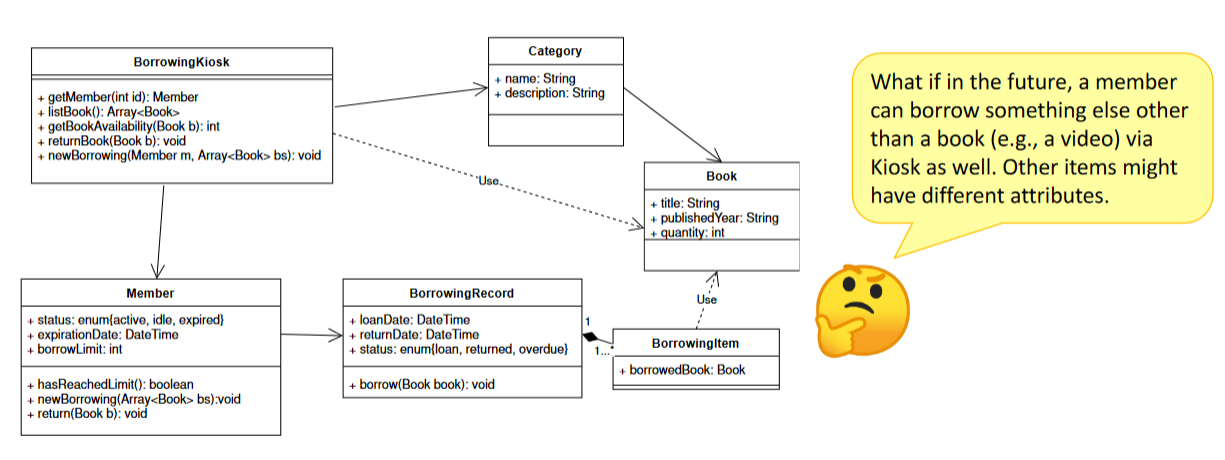 BorrowingKiosk
+ getMember(int id): Member
+ listBook(): Array<Book>
+ getBookAvailability(Book b): int
+ returnBook(Book b): void
+ newBorrowing(Member m, Array<Book> bs): void
Category
+ name: String
+ description: String
What if in the future, a member
can borrow something else other
than a book (e.g., a video) via
Kiosk as well. Other items might
have different attributes.
Use
Book
+ title: String
+ publishedYear: String
+ quantity: int
Use
Member
+ status: enum{active, idle, expired}
+ expirationDate: DateTime
+ borrowLimit: int
+ hasReachedLimit(): boolean
+ newBorrowing(Array<Book> bs):void
+ return(Book b): void
BorrowingRecord
+ loanDate: DateTime
+ returnDate: DateTime
+ status: enum{loan, returned, overdue}
+ borrow(Book book): void
1
1...*
BorrowingItem
+ borrowedBook: Book